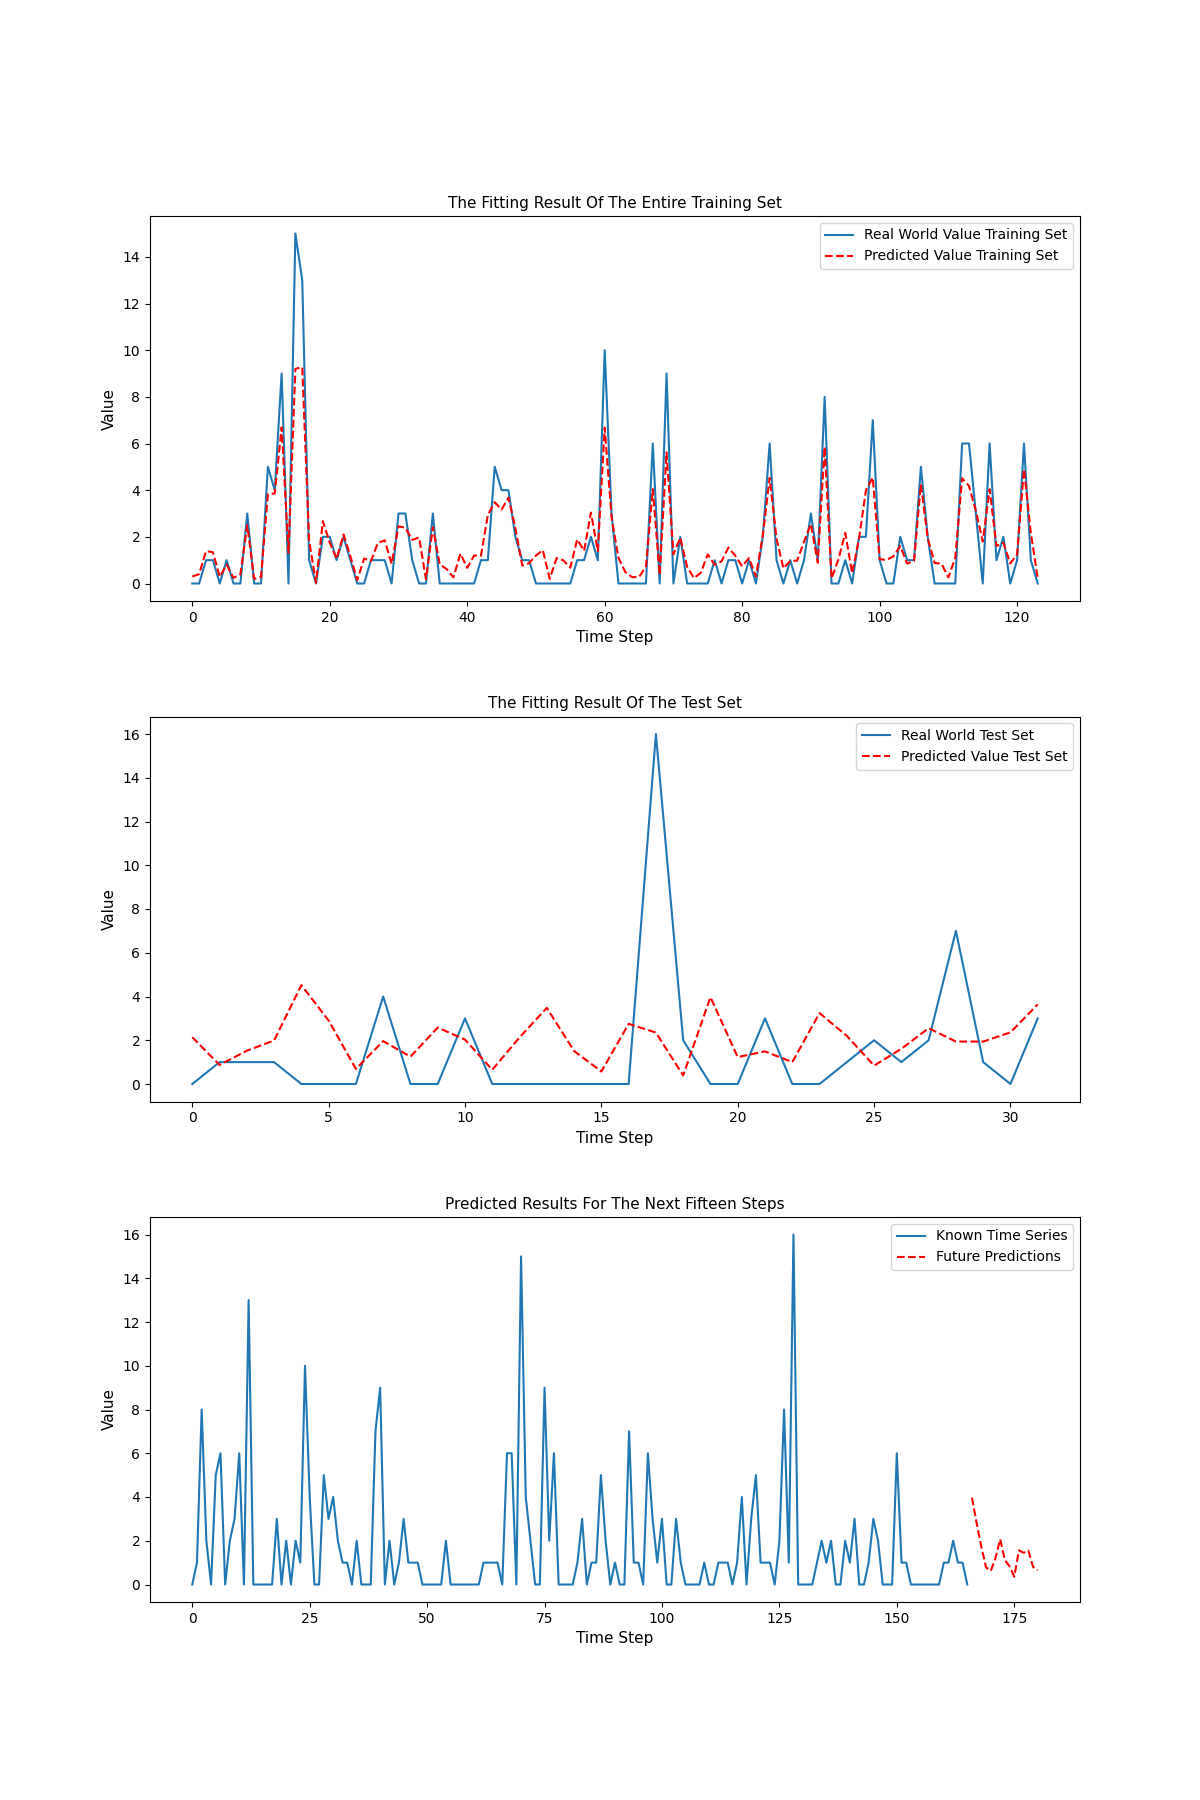 The Fitting Result Of The Entire Training Set
Real World Value Training Set
Predicted Value Training Set
Value
14
12
10
8
6
4
2
0
0 20 40 60 80 100 120
Time Step
The Fitting Result Of The Test Set
Real World Test Set
Predicted Value Test Set
Value
16
14
12
10
8
6
4
2
0
0 5 10 15 20 25 30
Time Step
Predicted Results For The Next Fifteen Steps
Known Time Series
Future Predictions
Value
16
14
12
10
8
6
4
2
0
0 25 50 75 100 125 150 175
Time Step